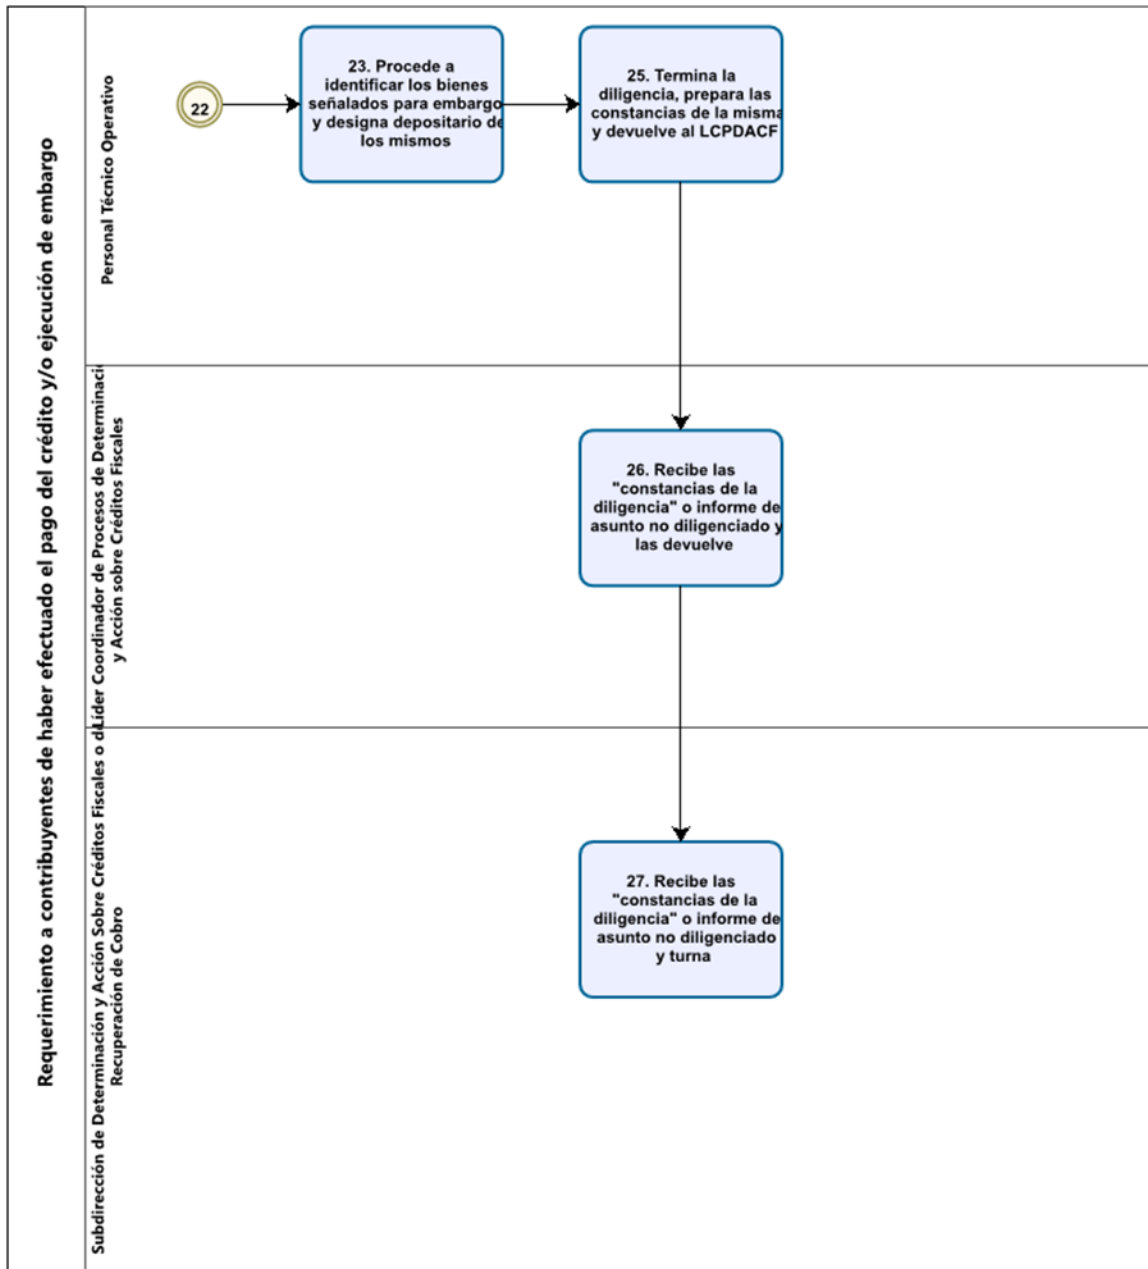 Requerimiento a contribuyentes de haber efectuado el pago del crédito y/o ejecución de embargo
Personal Técnico Operativo
22
23. Procede a
identificar los bienes
señalados para embargo
y designa depositario de
los mismos
25. Termina la
diligencia, prepara las
constancias de la misma
y devuelve al LCPDACF
Líder Coordinador de Procesos de Determinaci
y Acción sobre Créditos Fiscales
26. Recibe las
"constancias de la
diligencia" o informe de
asunto no diligenciado y
las devuelve
Subdirección de Determinación y Acción Sobre Créditos Fiscales o d
Recuperación de Cobro
27. Recibe las
"constancias de la
diligencia" o informe de
asunto no diligenciado
y turna